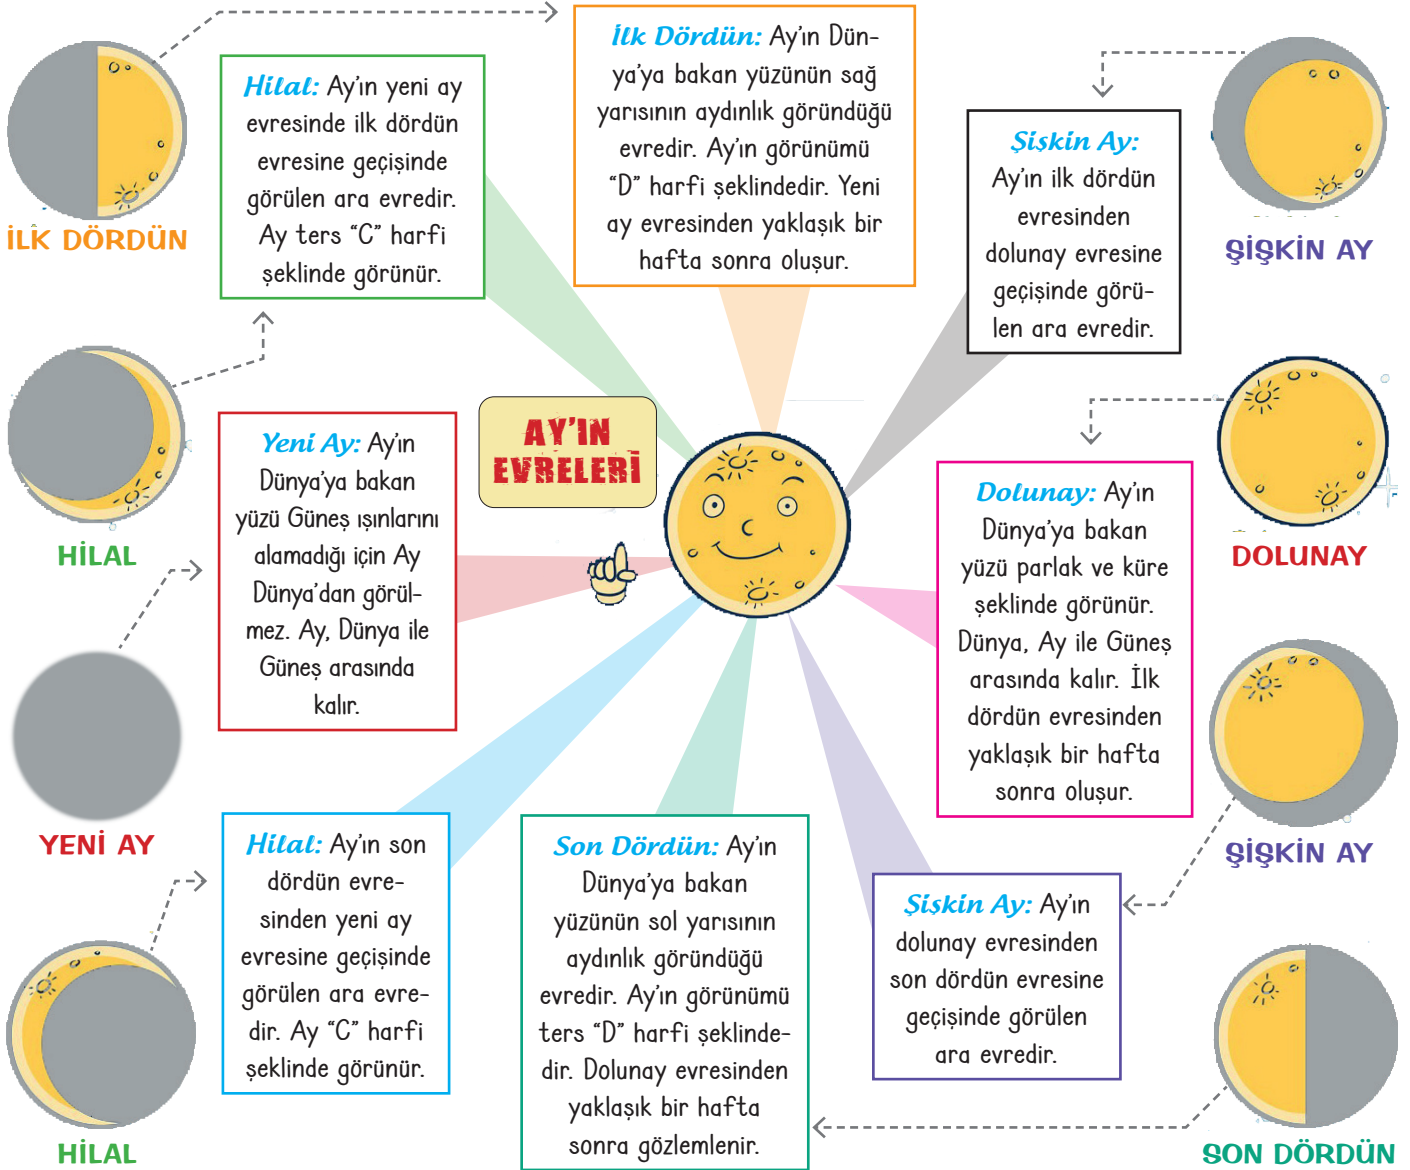 AY'IN
EVRELERİ
İLK DÖRDÜN
Hilal: Ay'ın yeni ay
evresinde ilk dördün
evresine geçişinde
görülen ara evredir.
Ay ters “C” harfi
şeklinde görünür.
İlk Dördün: Ay'ın Dün-
ya'ya bakan yüzünün sağ
yarısının aydınlık göründüğü
evredir. Ay'ın görünümü
“D” harfi şeklindedir. Yeni
ay evresinden yaklaşık bir
hafta sonra oluşur.
Şişkin Ay:
Ay'ın ilk dördün
evresinden
dolunay evresine
geçişinde görü-
len ara evredir.
ŞİŞKİN AY
HİLAL
Yeni Ay: Ay'ın
Dünya'ya bakan
yüzü Güneş ışınlarını
alamadığı için Ay
Dünya'dan görül-
mez. Ay, Dünya ile
Güneş arasında
kalır.
Dolunay: Ay'ın
Dünya'ya bakan
yüzü parlak ve küre
şeklinde görünür.
Dünya, Ay ile Güneş
arasında kalır. İlk
dördün evresinden
yaklaşık bir hafta
sonra oluşur.
DOLUNAY
YENİ AY
Hilal: Ay'ın son
dördün evre-
sinden yeni ay
evresine geçişinde
görülen ara evre-
dir. Ay “C” harfi
şeklinde görünür.
Son Dördün: Ay'ın
Dünya'ya bakan
yüzünün sol yarısının
aydınlık göründüğü
evredir. Ay'ın görünümü
ters “D” harfi şeklinde-
dir. Dolunay evresinden
yaklaşık bir hafta
sonra gözlemlenir.
Şişkin Ay: Ay'ın
dolunay evresinden
son dördün evresine
geçişinde görülen
ara evredir.
ŞİŞKİN AY
HİLAL
SON DÖRDÜN